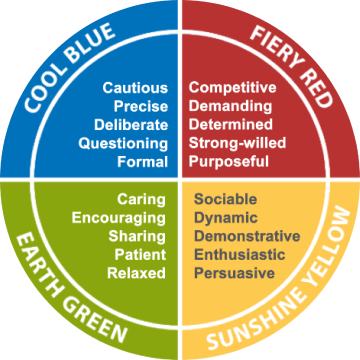 COOL BLUE
Cautious
Precise
Deliberate
Questioning
Formal
FIERY RED
Competitive
Demanding
Determined
Strong-willed
Purposeful
EARTH GREEN
Caring
Encouraging
Sharing
Patient
Relaxed
SUNSHINE YELLOW
Sociable
Dynamic
Demonstrative
Enthusiastic
Persuasive